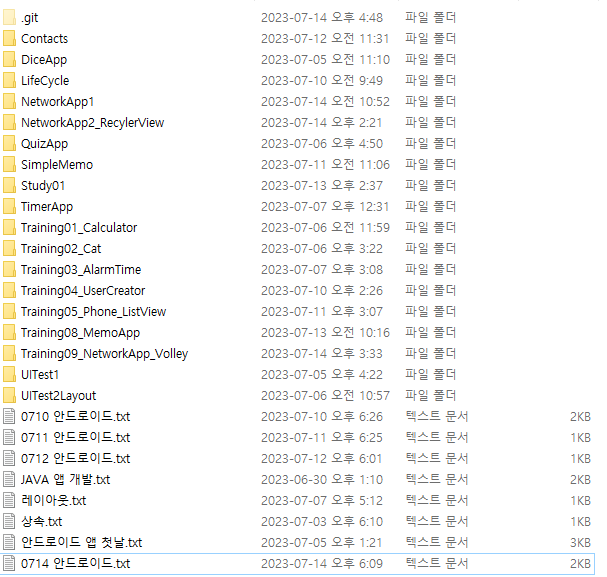 .git 2023-07-14 오후 4:48 파일 폴더
Contacts 2023-07-12 오전 11:31 파일 폴더
DiceApp 2023-07-05 오전 11:10 파일 폴더
LifeCycle 2023-07-10 오전 9:49 파일 폴더
NetworkApp1 2023-07-14 오전 10:52 파일 폴더
NetworkApp2_RecylerView 2023-07-14 오후 2:21 파일 폴더
QuizApp 2023-07-06 오후 4:50 파일 폴더
SimpleMemo 2023-07-11 오전 11:06 파일 폴더
Study01 2023-07-13 오후 2:37 파일 폴더
TimerApp 2023-07-07 오후 12:31 파일 폴더
Training01_Calculator 2023-07-06 오전 11:59 파일 폴더
Training02_Cat 2023-07-06 오후 3:22 파일 폴더
Training03_AlarmTime 2023-07-07 오후 3:08 파일 폴더
Training04_UserCreator 2023-07-10 오후 2:26 파일 폴더
Training05_Phone_ListView 2023-07-11 오후 3:07 파일 폴더
Training08_MemoApp 2023-07-13 오전 10:16 파일 폴더
Training09_NetworkApp_Volley 2023-07-14 오후 3:33 파일 폴더
UITest1 2023-07-05 오후 4:22 파일 폴더
UITest2Layout 2023-07-06 오전 10:57 파일 폴더
0710 안드로이드.txt 2023-07-10 오후 6:26 텍스트 문서 2KB
0711 안드로이드.txt 2023-07-11 오후 6:25 텍스트 문서 1KB
0712 안드로이드.txt 2023-07-12 오후 6:01 텍스트 문서 1KB
JAVA 앱 개발.txt 2023-06-30 오후 1:10 텍스트 문서 2KB
레이아웃.txt 2023-07-07 오후 5:12 텍스트 문서 1KB
상속.txt 2023-07-03 오후 6:10 텍스트 문서 1KB
안드로이드 앱 첫날.txt 2023-07-05 오후 1:21 텍스트 문서 3KB
0714 안드로이드.txt 2023-07-14 오후 6:09 텍스트 문서 2KB